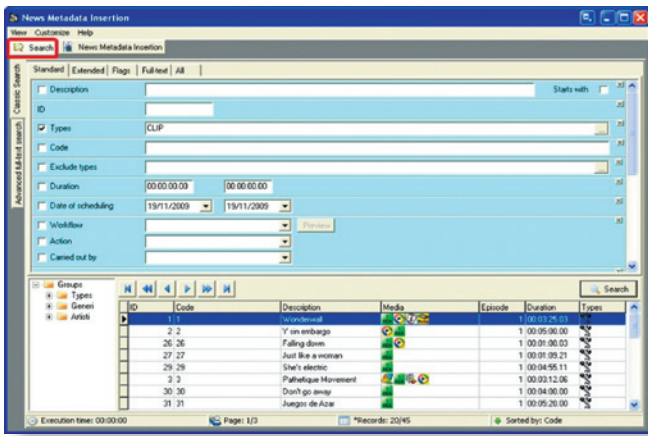 News Metadata Insertion
View Customize Help
Search News Metadata Insertion
Classic Search
Advanced full-text search
Standard Extended Flags Full-text All
Description Starts with
ID
Types CLIP
Code
Exclude types
Duration 00:00:00.00 00:00:00.00
Date of scheduling 19/11/2009 19/11/2009
Workflow Preview
Action
Carried out by
Groups
Types
Generi
Artisti
Search
ID Code Description Media Episode Duration Types
1 1 Wonderwall 1 00:03:25.03
2 2 Y en embargo 1 00:05:00.00
26 26 Falling down 1 00:01:00.03
27 27 Just like a woman 1 00:01:09.21
29 29 She's electric 1 00:04:55.11
3 3 Pathetique Movement 1 00:03:12.06
30 30 Don't go away 1 00:04:00.00
31 31 Juegos de Azar 1 00:05:20.00
Execution time: 00:00:00 Page: 1/3 *Records: 20/45 Sorted by: Code